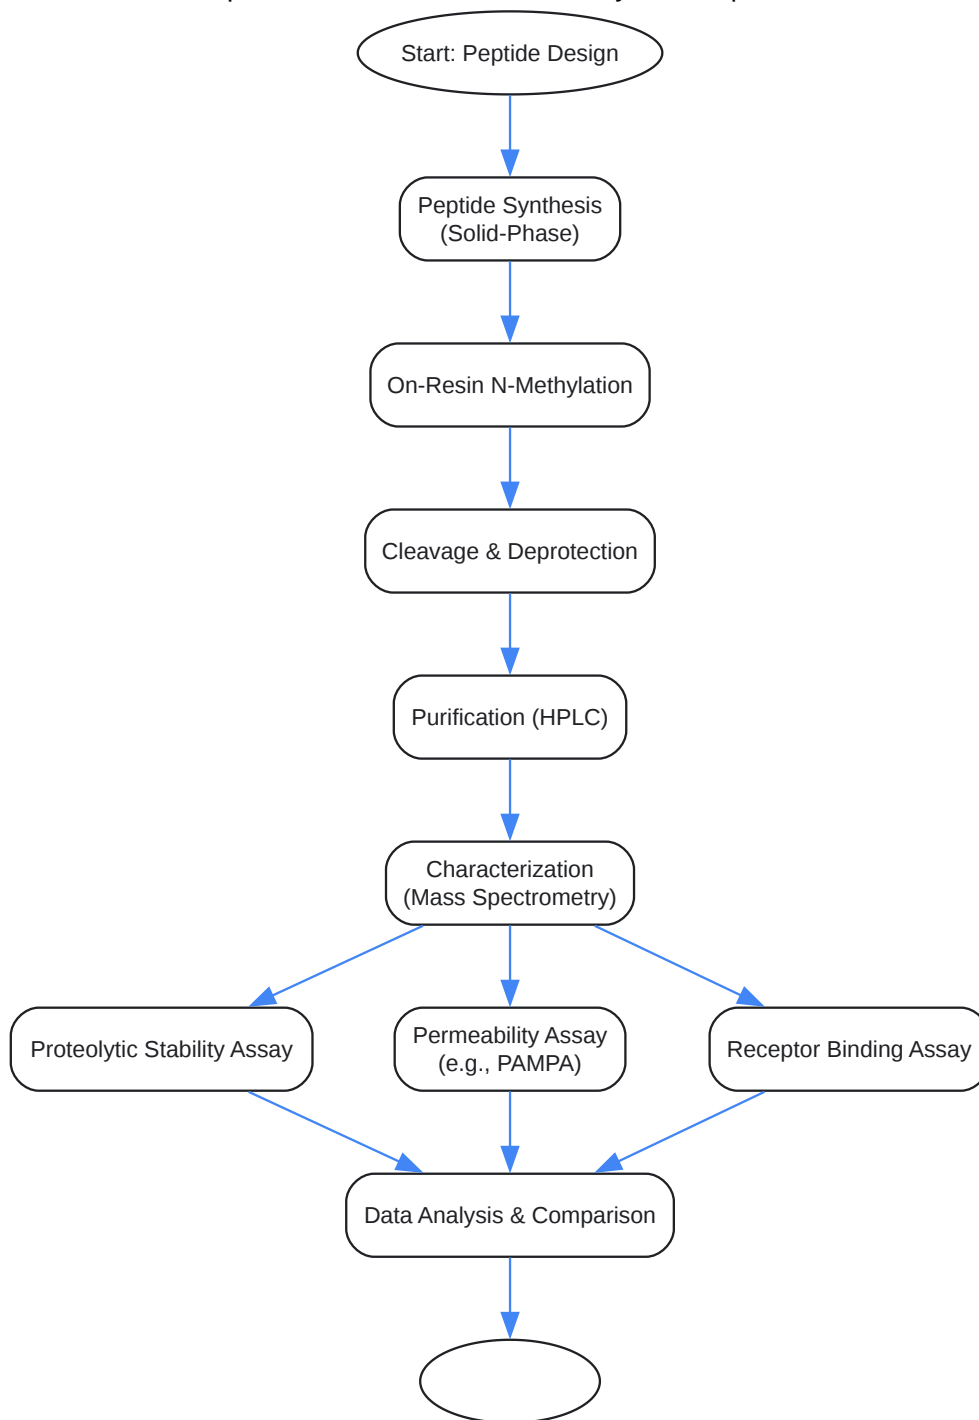 Start: Peptide Design
Peptide Synthesis
(Solid-Phase)
On-Resin N-Methylation
Cleavage & Deprotection
Purification (HPLC)
Characterization
(Mass Spectrometry)
Proteolytic Stability Assay
Permeability Assay
(e.g., PAMPA)
Receptor Binding Assay
Data Analysis & Comparison